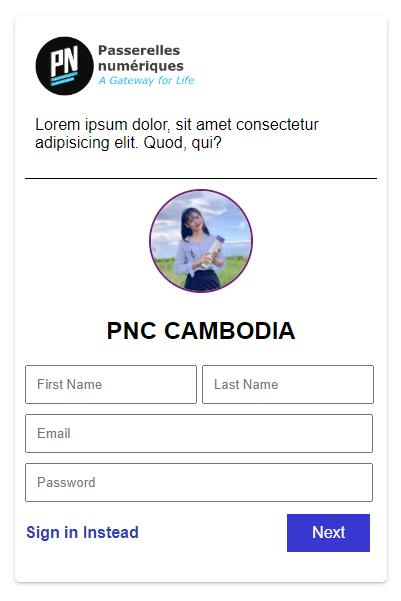 PN
Passerelles
numériques
A Gateway for Life
Lorem ipsum dolor, sit amet consectetur
adipisicing elit. Quod, qui?
PNC CAMBODIA
First Name
Last Name
Email
Password
Sign in Instead
Next